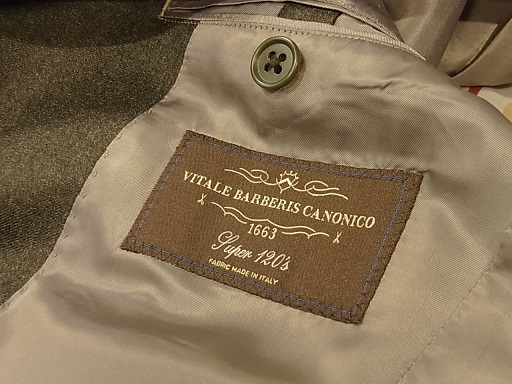 VITALE BARBERIS CANONICO
1663
Super 120's
FABRIC MADE IN ITALY